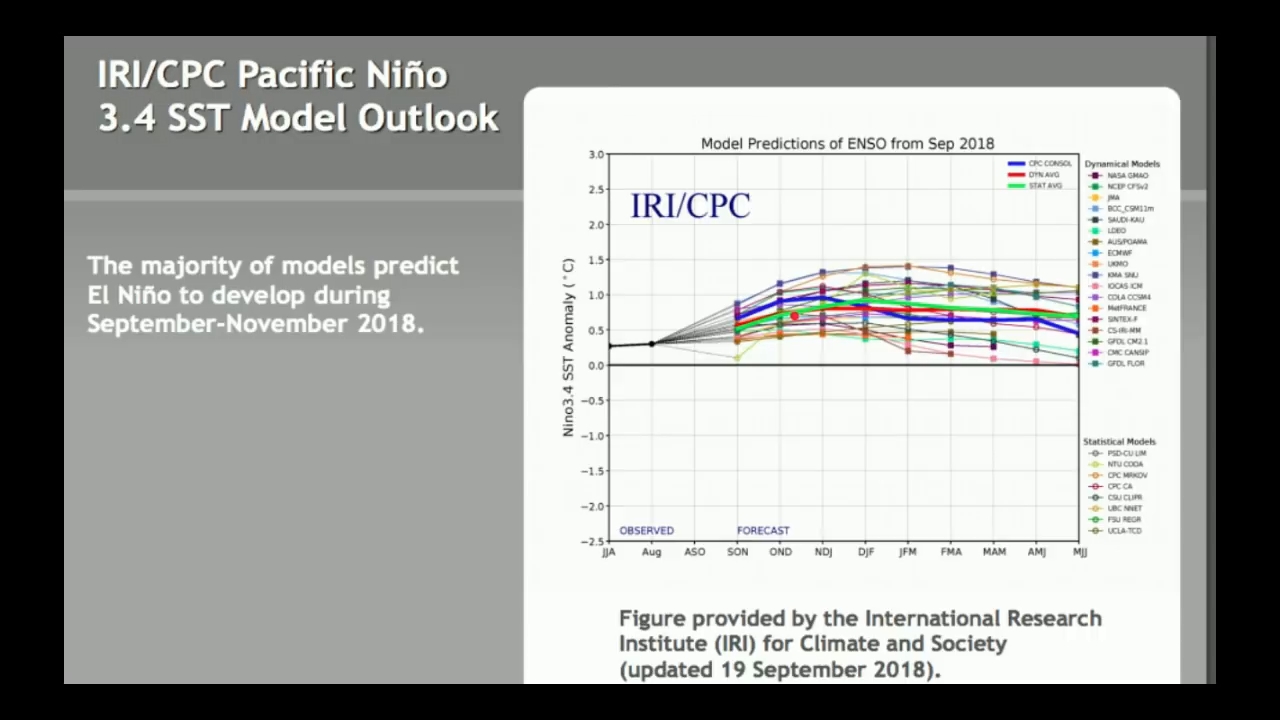 IRI/CPC Pacific Niño
3.4 SST Model Outlook
The majority of models predict
El Niño to develop during
September-November 2018.
Model Predictions of ENSO from Sep 2018
IRI/CPC
CPC CONSOL
DYN AVG
STAT AVG
Nino3.4 SST Anomaly (°C)
3.0
2.5
2.0
1.5
1.0
0.5
0.0
−0.5
−1.0
−1.5
−2.0
−2.5
OBSERVED
FORECAST
JJA
Aug
ASO
SON
OND
NDJ
DJF
JFM
FMA
MAM
AMJ
MJJ
Dynamical Models
NASA GMAO
NCEP CFSv2
JMA
BCC_CSM11m
SAUDI-KAU
LDEO
AUS/POAMA
ECMWF
UKMO
KMA SNU
IOCAS ICM
COLA CCSM4
MetFRANCE
SINTEX-F
CS-IRI-MM
GFDL CM2.1
CMC CANSIP
GFDL FLOR
Statistical Models
PSD-CU LIM
NTU CODA
CPC MRKOV
CPC CA
CSU CLIPR
UBC NNET
FSU REGR
UCLA-TCD
Figure provided by the International Research
Institute (IRI) for Climate and Society
(updated 19 September 2018).